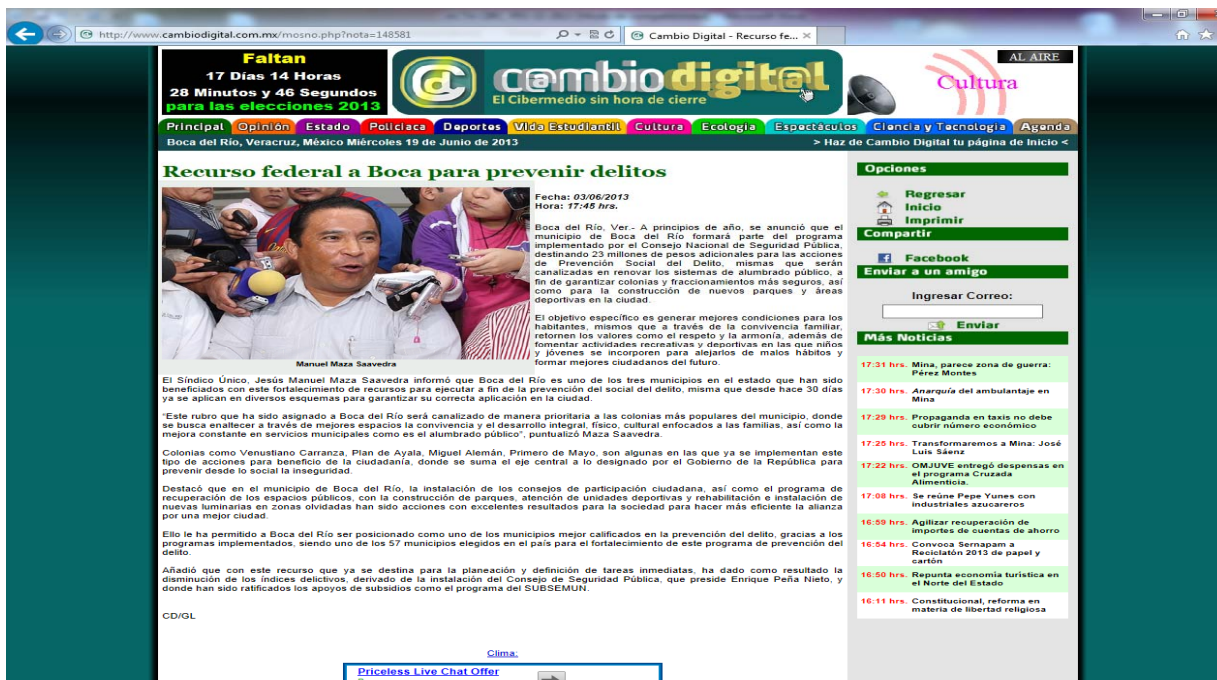 http://www.cambiodigital.com.mx/mosno.php?nota=148581
Cambio Digital - Recurso fe...
Faltan
17 Días 14 Horas
28 Minutos y 46 Segundos
para las elecciones 2013
c@mbiodigit@l
El Cibermedio sin hora de cierre
AL AIRE
Cultura
Principal Opinión Estado Policiaca Deportes Vida Estudiantil Cultura Ecología Espectáculos Ciencia y Tecnología Agenda
Boca del Río, Veracruz, México Miércoles 19 de Junio de 2013
> Haz de Cambio Digital tu página de Inicio <
Recurso federal a Boca para prevenir delitos
Fecha: 03/06/2013
Hora: 17:45 hrs.
Boca del Río, Ver.- A principios de año, se anunció que el
municipio de Boca del Río formará parte del programa
implementado por el Consejo Nacional de Seguridad Pública,
destinando 23 millones de pesos adicionales para las acciones
de Prevención Social del Delito, mismas que serán
canalizadas en renovar los sistemas de alumbrado público, a
fin de garantizar colonias y fraccionamientos más seguros, así
como para la construcción de nuevos parques y áreas
deportivas en la ciudad.
El objetivo específico es generar mejores condiciones para los
habitantes, mismos que a través de la convivencia familiar,
retornen los valores como el respeto y la armonía, además de
fomentar actividades recreativas y deportivas en las que niños
y jóvenes se incorporen para alejarlos de malos hábitos y
formar mejores ciudadanos del futuro.
Manuel Maza Saavedra
El Síndico Único, Jesús Manuel Maza Saavedra informó que Boca del Río es uno de los tres municipios en el estado que han sido
beneficiados con este fortalecimiento de recursos para ejecutar a fin de la prevención del social del delito, misma que desde hace 30 días
ya se aplican en diversos esquemas para garantizar su correcta aplicación en la ciudad.
"Este rubro que ha sido asignado a Boca del Río será canalizado de manera prioritaria a las colonias más populares del municipio, donde
se busca enaltecer a través de mejores espacios la convivencia y el desarrollo integral, físico, cultural enfocados a las familias, así como la
mejora constante en servicios municipales como es el alumbrado público", puntualizó Maza Saavedra.
Colonias como Venustiano Carranza, Plan de Ayala, Miguel Alemán, Primero de Mayo, son algunas en las que ya se implementan este
tipo de acciones para beneficio de la ciudadanía, donde se suma el eje central a lo designado por el Gobierno de la República para
prevenir desde lo social la inseguridad.
Destacó que en el municipio de Boca del Río, la instalación de los consejos de participación ciudadana, así como el programa de
recuperación de los espacios públicos, con la construcción de parques, atención de unidades deportivas y rehabilitación e instalación de
nuevas luminarias en zonas olvidadas han sido acciones con excelentes resultados para la sociedad para hacer más eficiente la alianza
por una mejor ciudad.
Ello le ha permitido a Boca del Río ser posicionado como uno de los municipios mejor calificados en la prevención del delito, gracias a los
programas implementados, siendo uno de los 57 municipios elegidos en el país para el fortalecimiento de este programa de prevención del
delito.
Añadió que con este recurso que ya se destina para la planeación y definición de tareas inmediatas, ha dado como resultado la
disminución de los índices delictivos, derivado de la instalación del Consejo de Seguridad Pública, que preside Enrique Peña Nieto, y
donde han sido ratificados los apoyos de subsidios como el programa del SUBSEMUN.
CD/GL
Clima:
Priceless Live Chat Offer
Opciones
Regresar
Inicio
Imprimir
Compartir
Facebook
Enviar a un amigo
Ingresar Correo:
Enviar
Más Noticias
17:31 hrs. Mina, parece zona de guerra:
Pérez Montes
17:30 hrs. Anarquía del ambulantaje en
Mina
17:29 hrs. Propaganda en taxis no debe
cubrir número económico
17:25 hrs. Transformaremos a Mina: José
Luis Sáenz
17:22 hrs. OMJUVE entregó despensas en
el programa Cruzada
Alimenticia.
17:08 hrs. Se reúne Pepe Yunes con
industriales azucareros
16:59 hrs. Agilizar recuperación de
importes de cuentas de ahorro
16:54 hrs. Convoca Sernapam a
Reciclatón 2013 de papel y
cartón
16:50 hrs. Repunta economía turística en
el Norte del Estado
16:11 hrs. Constitucional, reforma en
materia de libertad religiosa